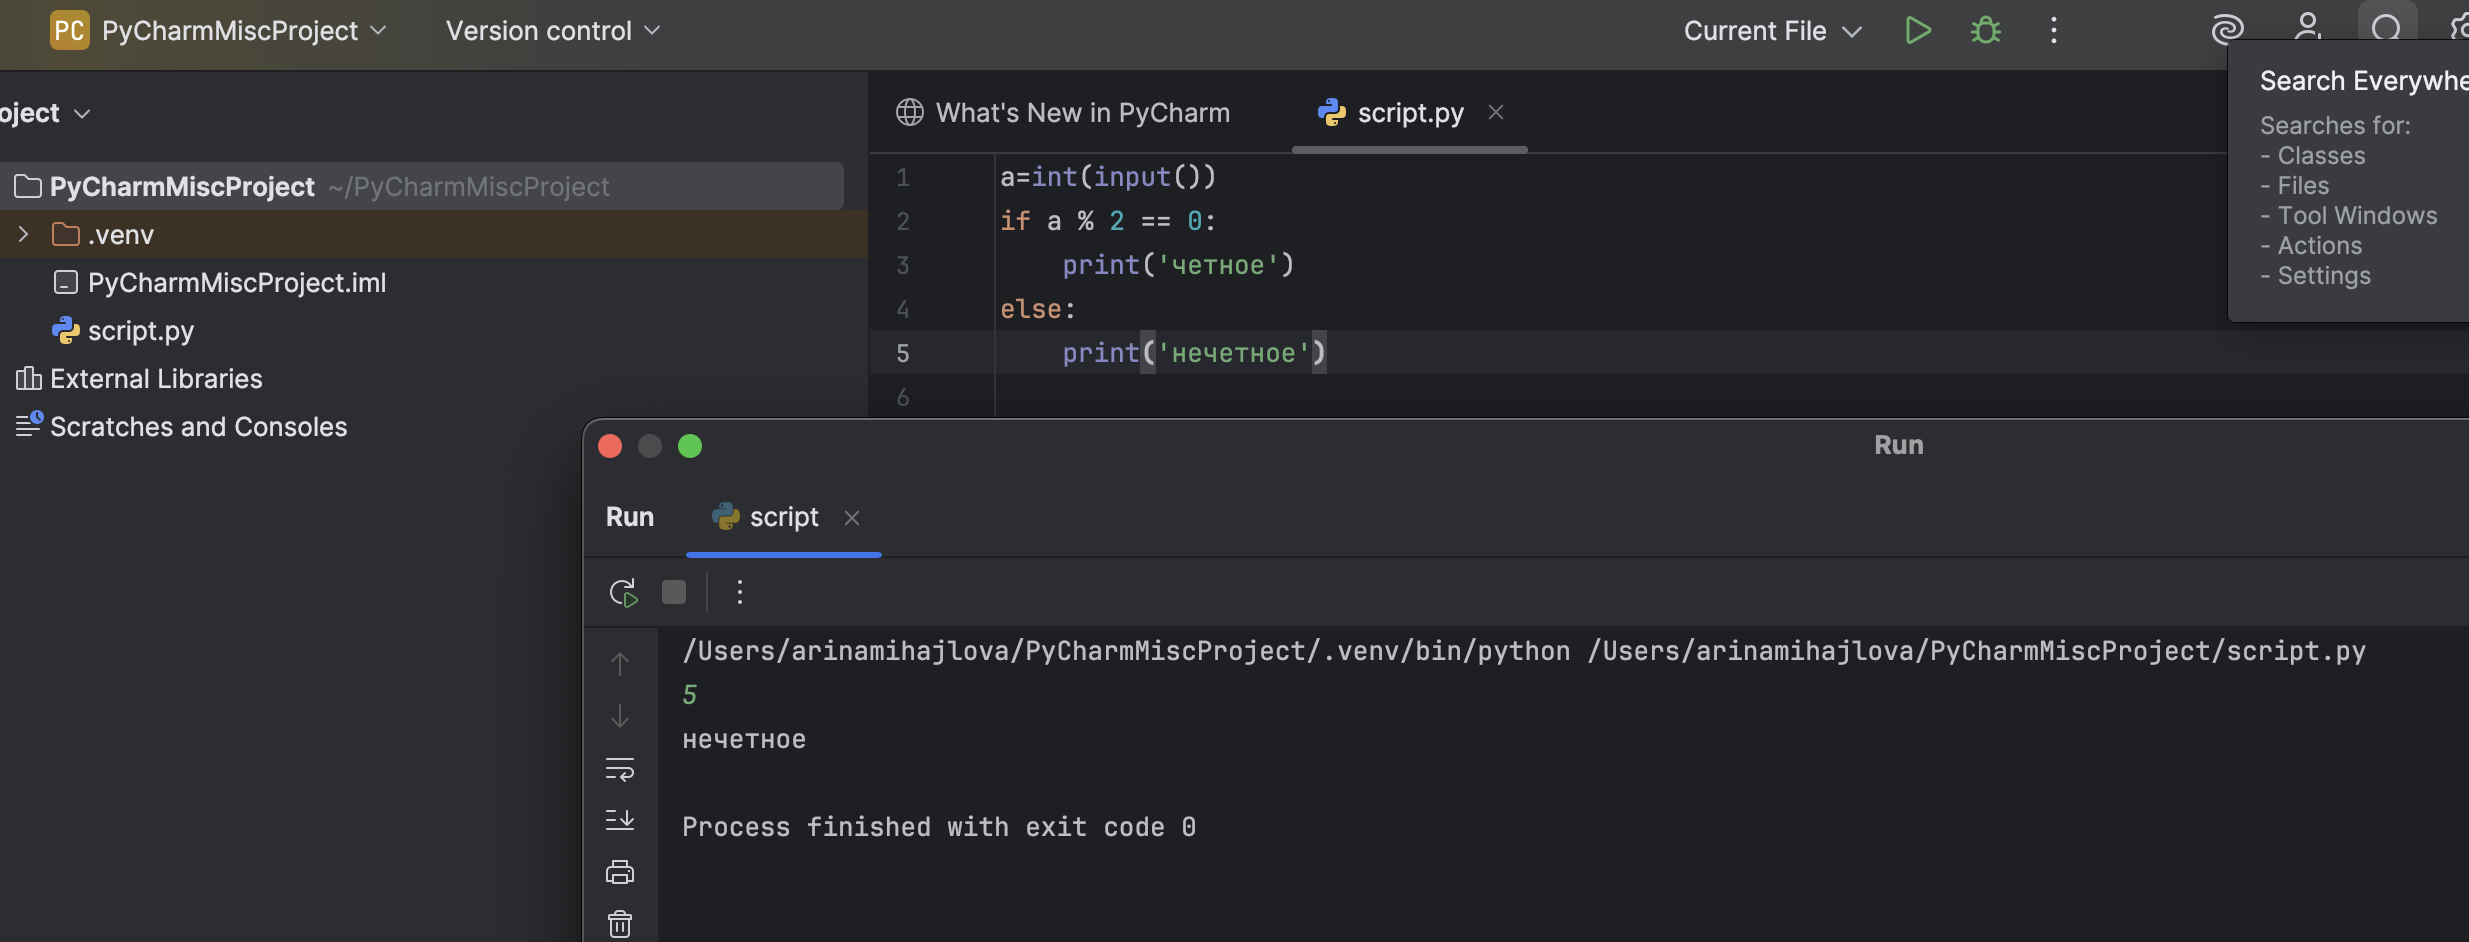 PC PyCharmMiscProject Version control Current File
oject
PyCharmMiscProject ~/PyCharmMiscProject
.venv
PyCharmMiscProject.iml
script.py
External Libraries
Scratches and Consoles
What's New in PyCharm script.py
1 a=int(input())
2 if a % 2 == 0:
3 print('четное')
4 else:
5 print('нечетное')
6
Search Everywhe
Searches for:
- Classes
- Files
- Tool Windows
- Actions
- Settings
Run
Run script
/Users/arinamihajlova/PyCharmMiscProject/.venv/bin/python /Users/arinamihajlova/PyCharmMiscProject/script.py
5
нечетное
Process finished with exit code 0